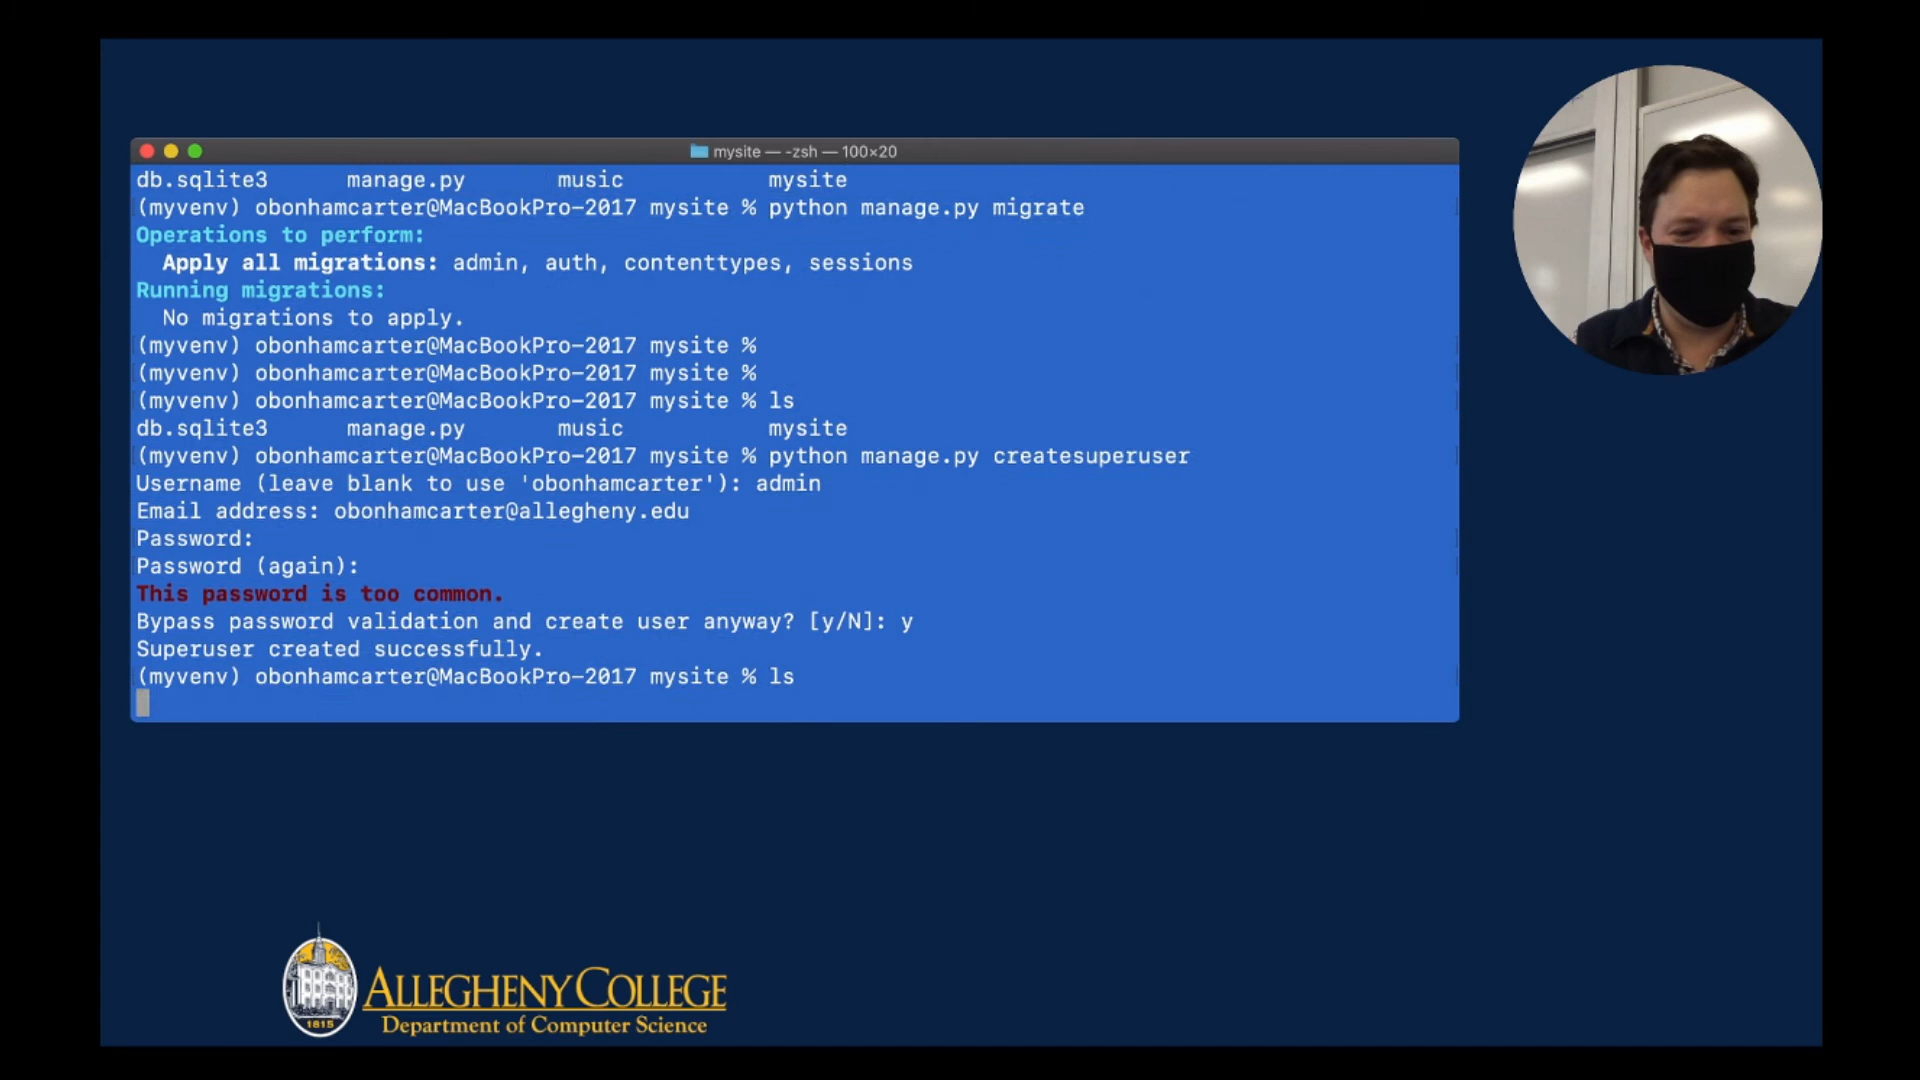 mysite — -zsh — 100×20
db.sqlite3 manage.py music mysite
(myvenv) obonhamcarter@MacBookPro-2017 mysite % python manage.py migrate
Operations to perform:
Apply all migrations: admin, auth, contenttypes, sessions
Running migrations:
No migrations to apply.
(myvenv) obonhamcarter@MacBookPro-2017 mysite %
(myvenv) obonhamcarter@MacBookPro-2017 mysite %
(myvenv) obonhamcarter@MacBookPro-2017 mysite % ls
db.sqlite3 manage.py music mysite
(myvenv) obonhamcarter@MacBookPro-2017 mysite % python manage.py createsuperuser
Username (leave blank to use 'obonhamcarter'): admin
Email address: obonhamcarter@allegheny.edu
Password:
Password (again):
This password is too common.
Bypass password validation and create user anyway? [y/N]: y
Superuser created successfully.
(myvenv) obonhamcarter@MacBookPro-2017 mysite % ls
1815
ALLEGHENY COLLEGE
Department of Computer Science